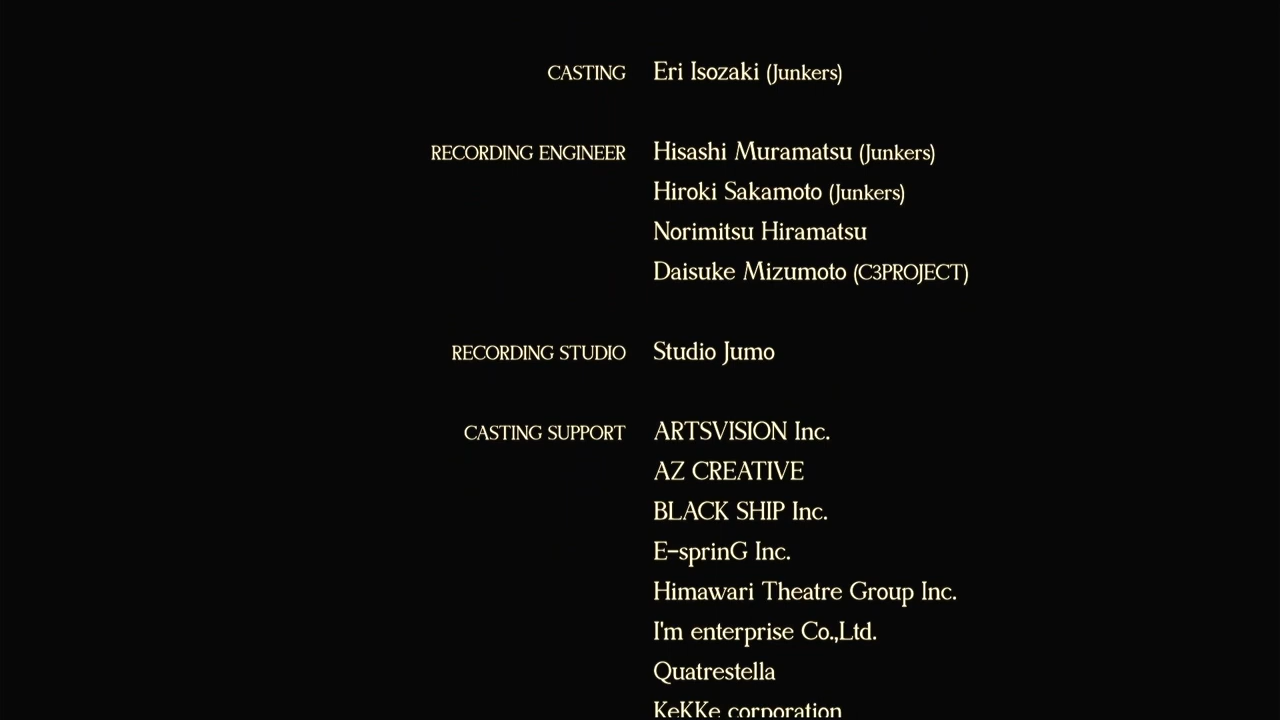 CASTING Eri Isozaki (Junkers)
RECORDING ENGINEER Hisashi Muramatsu (Junkers)
Hiroki Sakamoto (Junkers)
Norimitsu Hiramatsu
Daisuke Mizumoto (C3PROJECT)
RECORDING STUDIO Studio Jumo
CASTING SUPPORT ARTSVISION Inc.
AZ CREATIVE
BLACK SHIP Inc.
E-sprinG Inc.
Himawari Theatre Group Inc.
I'm enterprise Co.,Ltd.
Quatrestella
KeKKe corporation